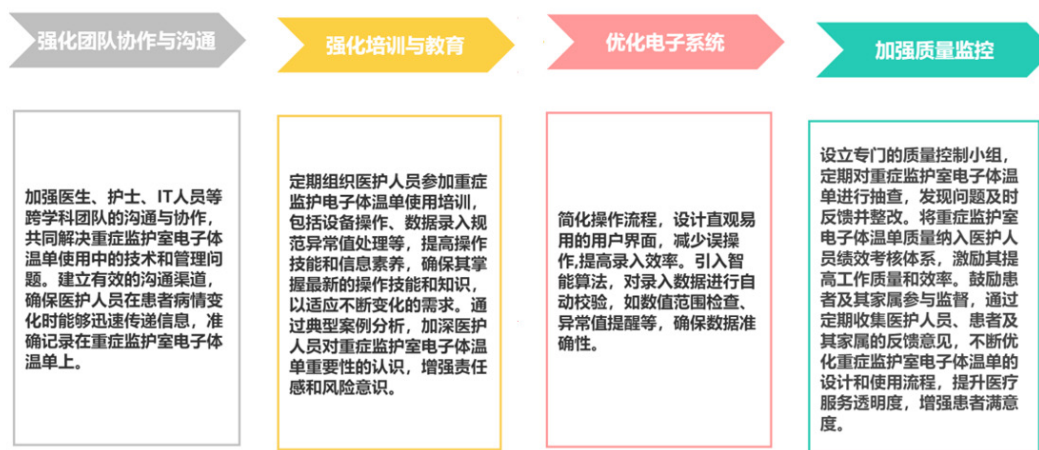 强化团队协作与沟通
加强医生、护士、IT人员等
跨学科团队的沟通与协作，
共同解决重症监护室电子体
温单使用中的技术和管理问
题。建立有效的沟通渠道，
确保医护人员在患者病情变
化时能够迅速传递信息，准
确记录在重症监护室电子体
温单上。
强化培训与教育
定期组织医护人员参加重症
监护电子体温单使用培训，
包括设备操作、数据录入规
范异常值处理等，提高操作
技能和信息素养，确保其掌
握最新的操作技能和知识，
以适应不断变化的需求。通
过典型案例分析，加深医护
人员对重症监护室电子体温
单重要性的认识，增强责任
感和风险意识。
优化电子系统
简化操作流程，设计直观易
用的用户界面，减少误操
作,提高录入效率。引入智
能算法，对录入数据进行自
动校验，如数值范围检查、
异常值提醒等，确保数据准
确性。
加强质量监控
设立专门的质量控制小组，
定期对重症监护室电子体温
单进行抽查，发现问题及时
反馈并整改。将重症监护室
电子体温单质量纳入医护人
员绩效考核体系，激励其提
高工作质量和效率。鼓励患
者及其家属参与监督，通过
定期收集医护人员、患者及
其家属的反馈意见，不断优
化重症监护室电子体温单的
设计和使用流程，提升医疗
服务透明度，增强患者满意
度。